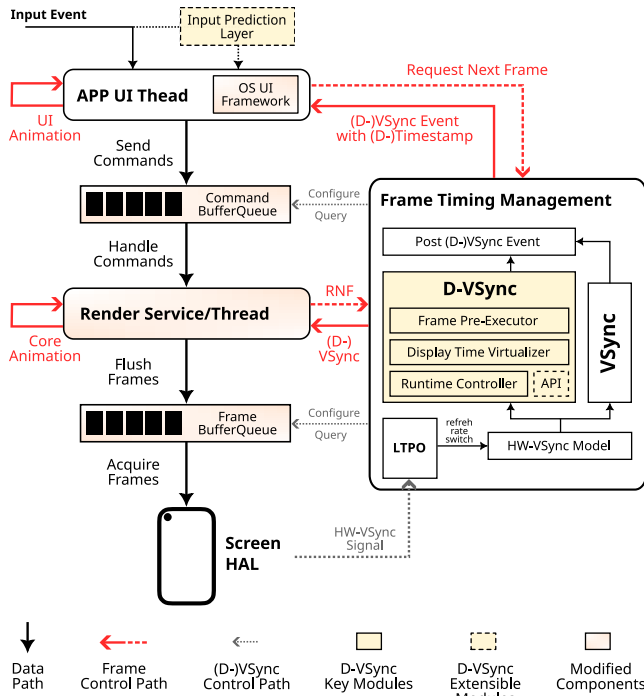 Input Event
Input Prediction
Layer
APP UI Thead
OS UI
Framework
Request Next Frame
UI
Animation
(D-)VSync Event
with (D-)Timestamp
Send
Commands
Command
BufferQueue
Configure
Query
Frame Timing Management
Post (D-)VSync Event
Handle
Commands
D-VSync
VSync
Frame Pre-Executor
Display Time Virtualizer
Runtime Controller
API
Render Service/Thread
RNF
(D-)
VSync
Core
Animation
Flush
Frames
Frame
BufferQueue
Configure
Query
LTPO
refreh
rate
switch
HW-VSync Model
Acquire
Frames
Screen
HAL
HW-VSync
Signal
Data
Path
Frame
Control Path
(D-)VSync
Control Path
D-VSync
Key Modules
D-VSync
Extensible
Modules
Modified
Components